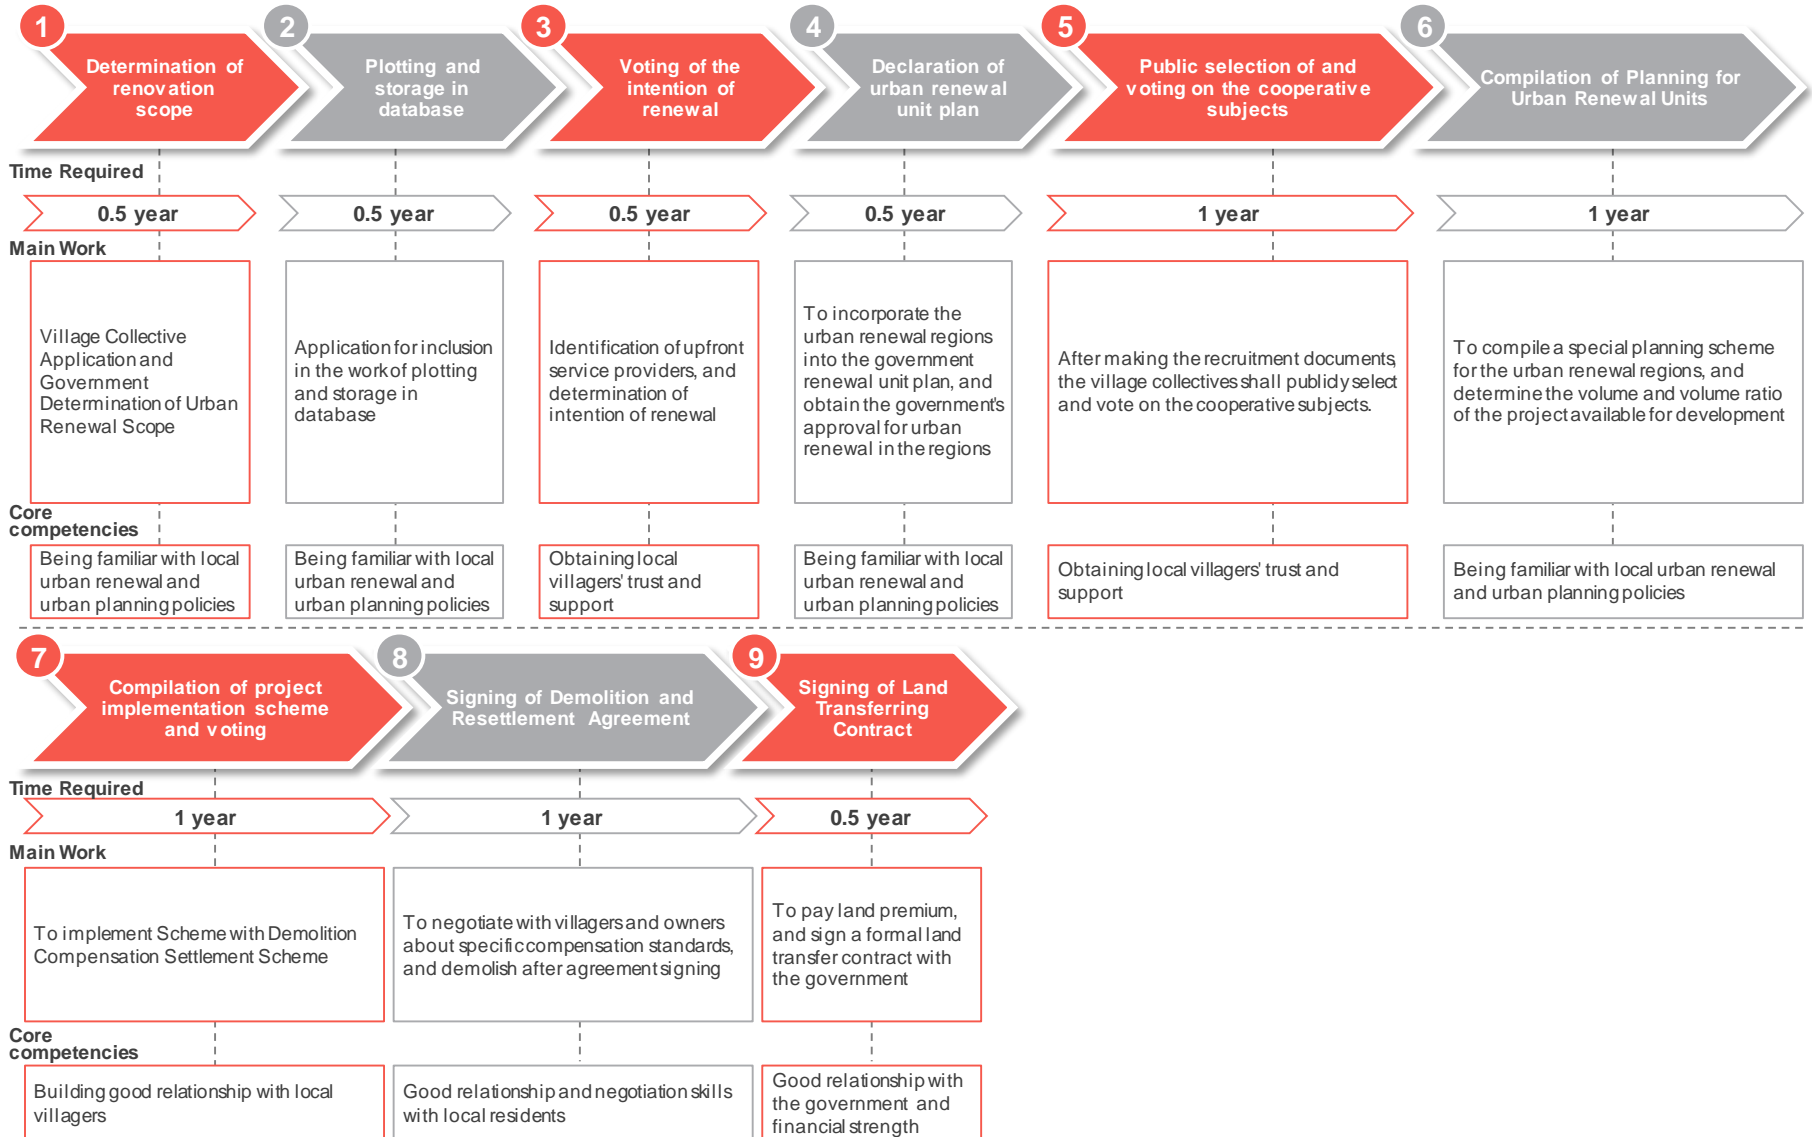 1
Determination of
renovation
scope
2
Plotting and
storage in
database
3
Voting of the
intention of
renewal
4
Declaration of
urban renewal
unit plan
5
Public selection of and
voting on the cooperative
subjects
6
Compilation of Planning for
Urban Renewal Units
Time Required
0.5 year
0.5 year
0.5 year
0.5 year
1 year
1 year
Main Work
Village Collective
Application and
Government
Determination of Urban
Renewal Scope
Application for inclusion
in the work of plotting
and storage in
database
Identification of upfront
service providers, and
determination of
intention of renewal
To incorporate the
urban renewal regions
into the government
renewal unit plan, and
obtain the government's
approval for urban
renewal in the regions
After making the recruitment documents,
the village collectives shall publicly select
and vote on the cooperative subjects.
To compile a special planning scheme
for the urban renewal regions, and
determine the volume and volume ratio
of the project available for development
Core
competencies
Being familiar with local
urban renewal and
urban planning policies
Being familiar with local
urban renewal and
urban planning policies
Obtaining local
villagers' trust and
support
Being familiar with local
urban renewal and
urban planning policies
Obtaining local villagers' trust and
support
Being familiar with local urban renewal
and urban planning policies
7
Compilation of project
implementation scheme
and voting
8
Signing of Demolition and
Resettlement Agreement
9
Signing of Land
Transferring
Contract
Time Required
1 year
1 year
0.5 year
Main Work
To implement Scheme with Demolition
Compensation Settlement Scheme
To negotiate with villagers and owners
about specific compensation standards,
and demolish after agreement signing
To pay land premium,
and sign a formal land
transfer contract with
the government
Core
competencies
Building good relationship with local
villagers
Good relationship and negotiation skills
with local residents
Good relationship with
the government and
financial strength